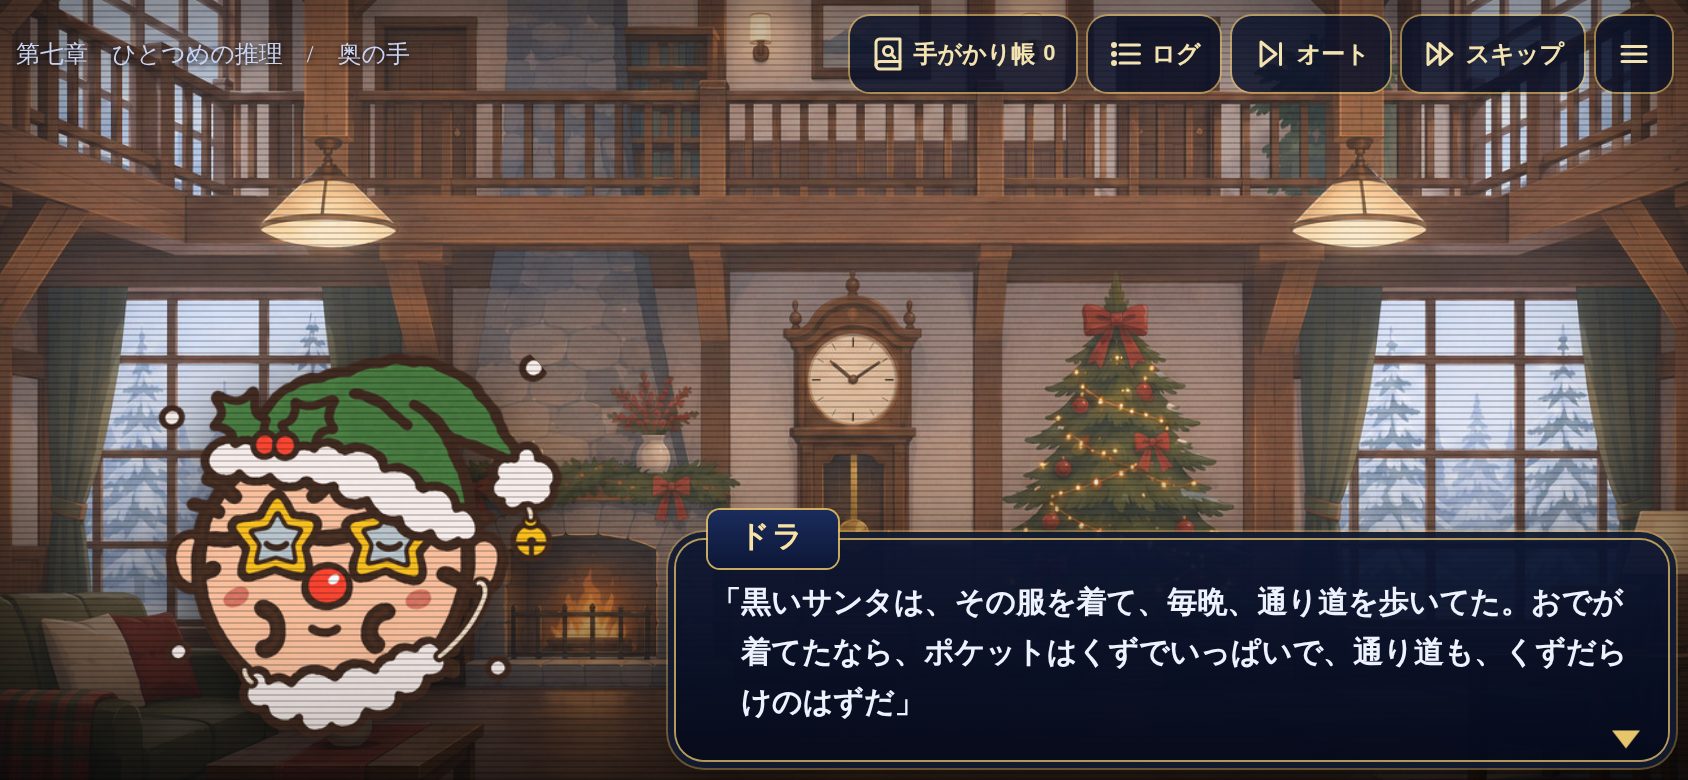 第七章 ひとつめの推理 / 奥の手
手がかり帳 0
ログ
オート
スキップ
ドラ
「黒いサンタは、その服を着て、毎晩、通り道を歩いてた。おでが
着てたなら、ポケットはくずでいっぱいで、通り道も、くずだら
けのはずだ」